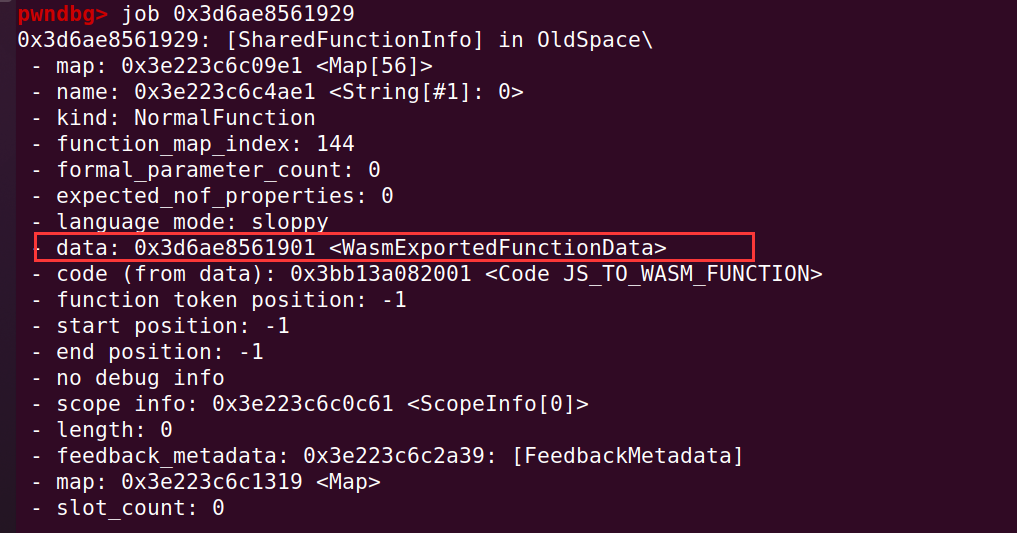 pwndbg> job 0x3d6ae8561929
0x3d6ae8561929: [SharedFunctionInfo] in OldSpace\
- map: 0x3e223c6c09e1 <Map[56]>
- name: 0x3e223c6c4ae1 <String[#1]: 0>
- kind: NormalFunction
- function_map_index: 144
- formal_parameter_count: 0
- expected_nof_properties: 0
- language_mode: sloppy
- data: 0x3d6ae8561901 <WasmExportedFunctionData>
- code (from data): 0x3bb13a082001 <Code JS_TO_WASM_FUNCTION>
- function token position: -1
- start position: -1
- end position: -1
- no debug info
- scope info: 0x3e223c6c0c61 <ScopeInfo[0]>
- length: 0
- feedback_metadata: 0x3e223c6c2a39: [FeedbackMetadata]
- map: 0x3e223c6c1319 <Map>
- slot_count: 0